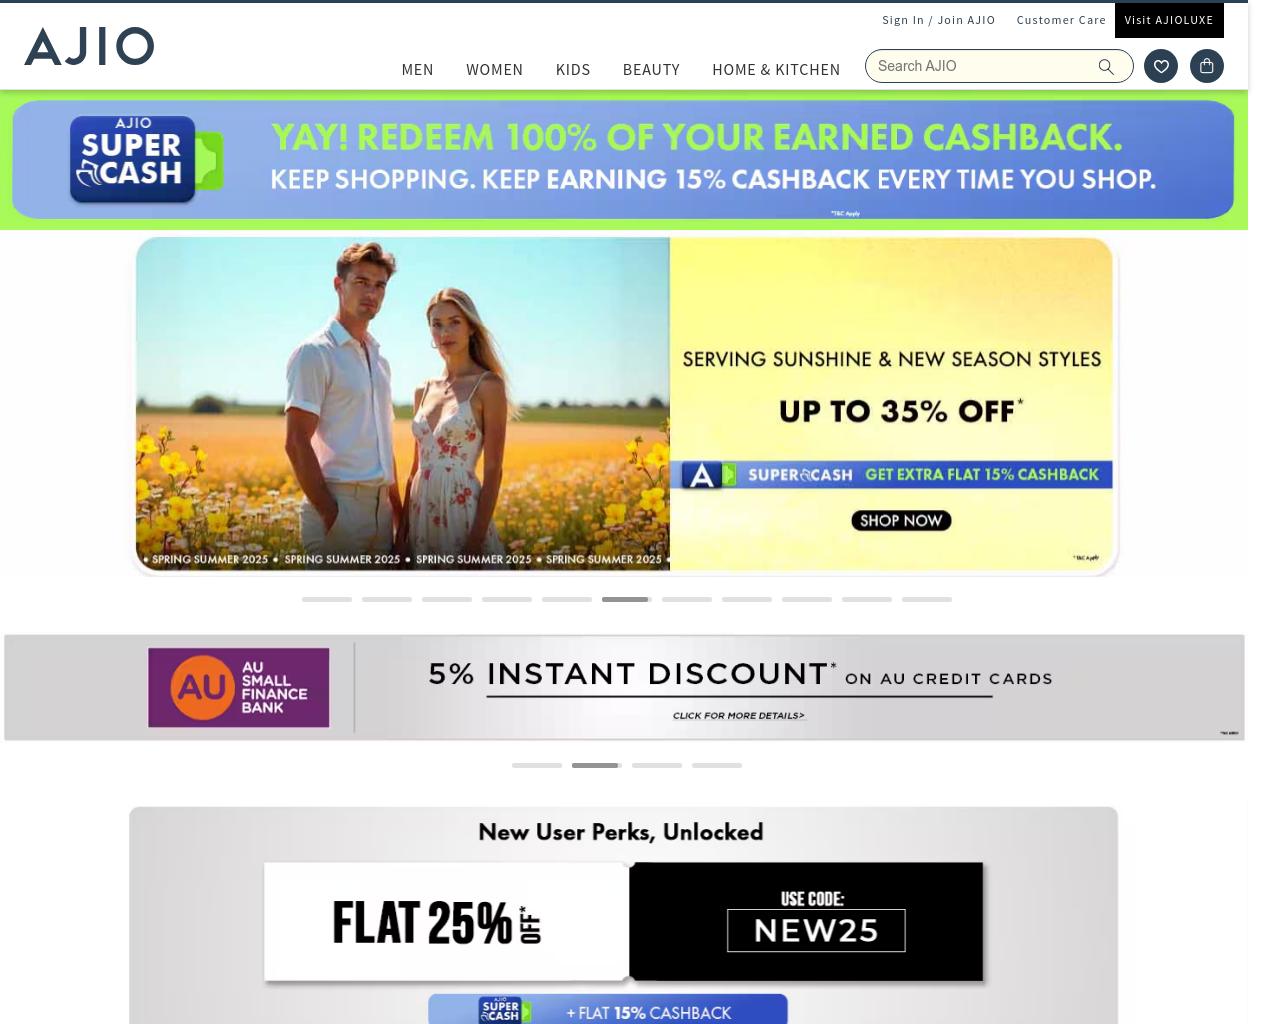 Sign In / Join AJIO
Customer Care
Visit AJIOLUXE
AJIO
MEN
WOMEN
KIDS
BEAUTY
HOME & KITCHEN
Search AJIO
AJIO
SUPER
CASH
YAY! REDEEM 100% OF YOUR EARNED CASHBACK.
KEEP SHOPPING. KEEP EARNING 15% CASHBACK EVERY TIME YOU SHOP.
*T&C Apply
SERVING SUNSHINE & NEW SEASON STYLES
UP TO 35% OFF*
A SUPERCASH GET EXTRA FLAT 15% CASHBACK
SHOP NOW
• SPRING SUMMER 2025 • SPRING SUMMER 2025 • SPRING SUMMER 2025 • SPRING SUMMER 2025 •
*T&C Apply
AU
AU
SMALL
FINANCE
BANK
5% INSTANT DISCOUNT* ON AU CREDIT CARDS
CLICK FOR MORE DETAILS>
New User Perks, Unlocked
FLAT 25% OFF*
USE CODE:
NEW25
AJIO
SUPER
CASH
+ FLAT 15% CASHBACK